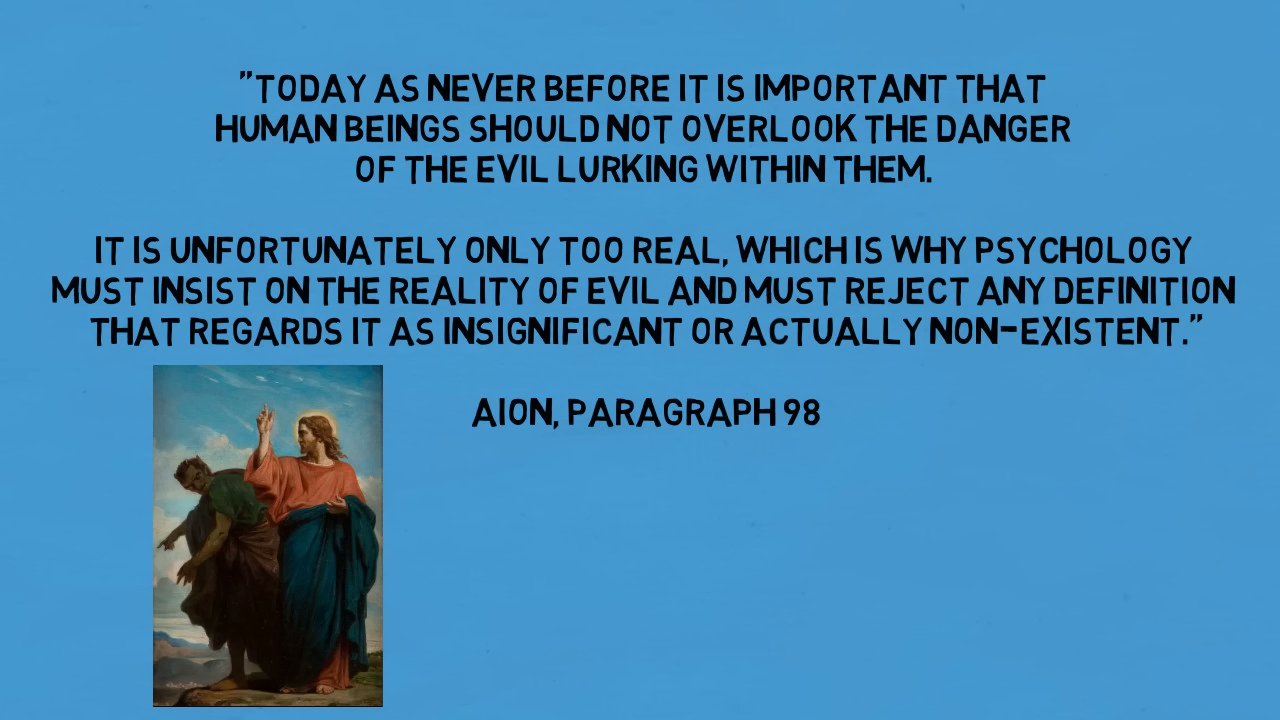 "TODAY AS NEVER BEFORE IT IS IMPORTANT THAT
HUMAN BEINGS SHOULD NOT OVERLOOK THE DANGER
OF THE EVIL LURKING WITHIN THEM.
IT IS UNFORTUNATELY ONLY TOO REAL, WHICH IS WHY PSYCHOLOGY
MUST INSIST ON THE REALITY OF EVIL AND MUST REJECT ANY DEFINITION
THAT REGARDS IT AS INSIGNIFICANT OR ACTUALLY NON-EXISTENT."
AION, PARAGRAPH 98